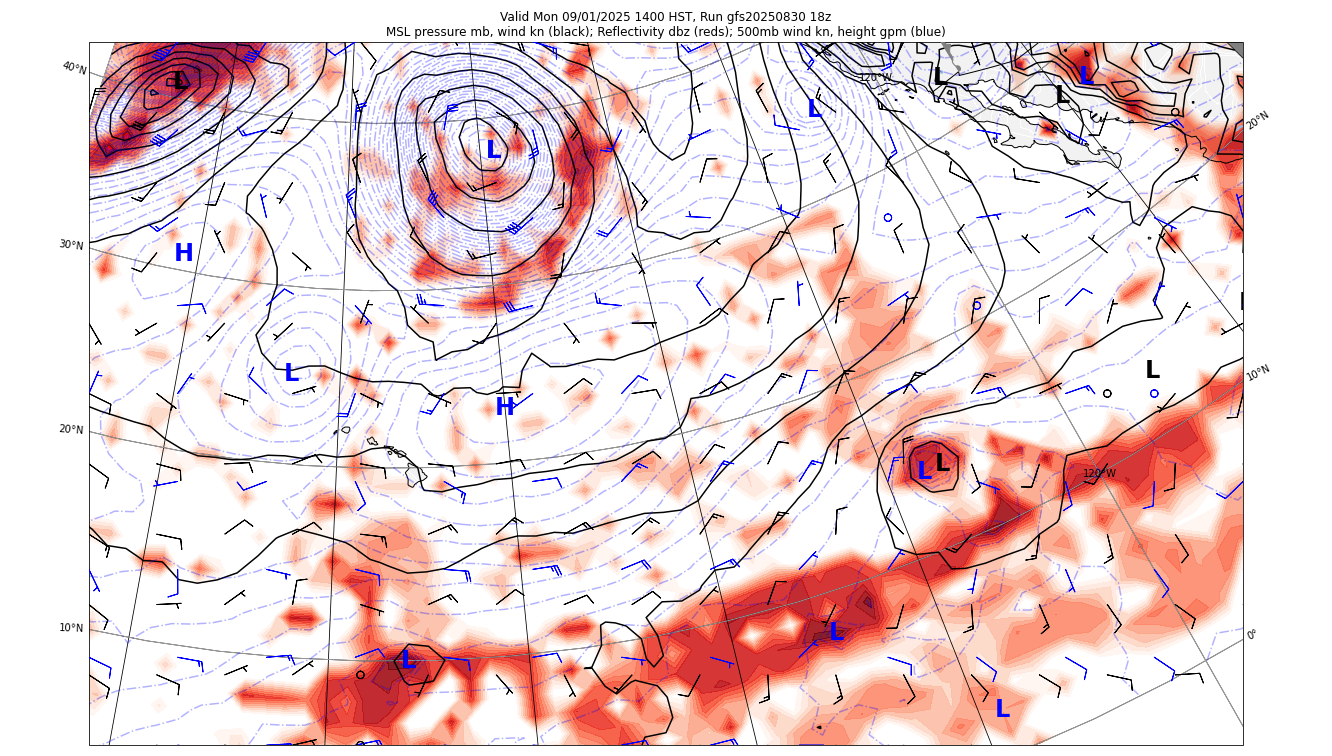 Valid Mon 09/01/2025 1400 HST, Run gfs20250830 18z
MSL pressure mb, wind kn (black); Reflectivity dbz (reds); 500mb wind kn, height gpm (blue)
40°N
L
120°W
L
L
L
L
20°N
L
30°N
H
L
10°N
L
H
20°N
L
L
120°W
10°N
L
0°
L
L